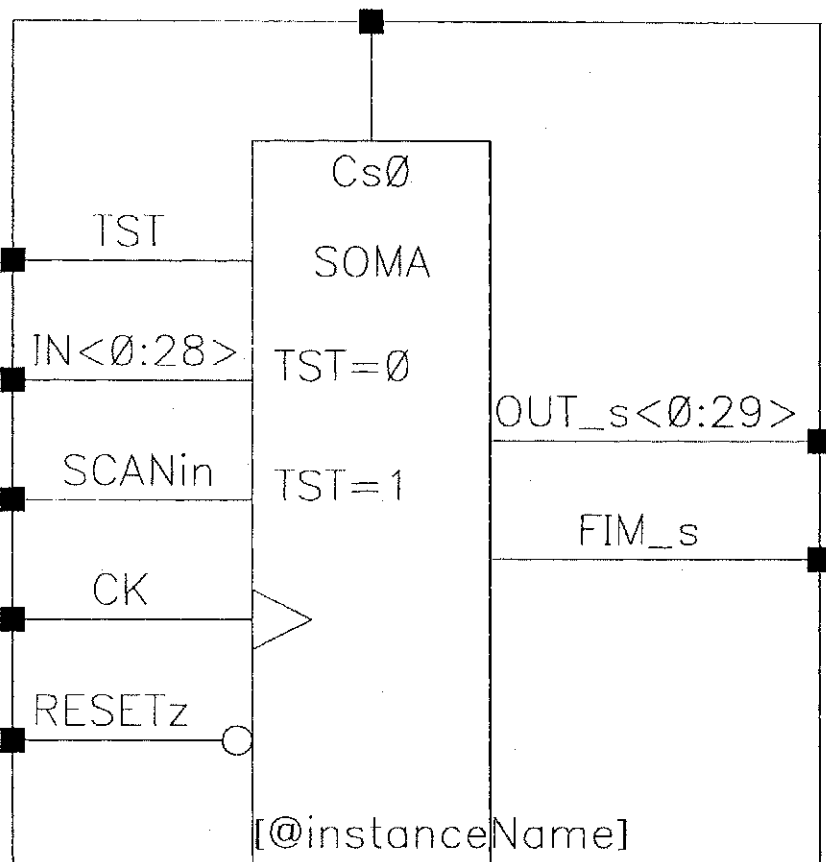 CsØ
TST
SOMA
IN<Ø:28>
TST=Ø
OUT_s<Ø:29>
SCANin
TST=1
FIM_s
CK
RESETz
[@instanceName]